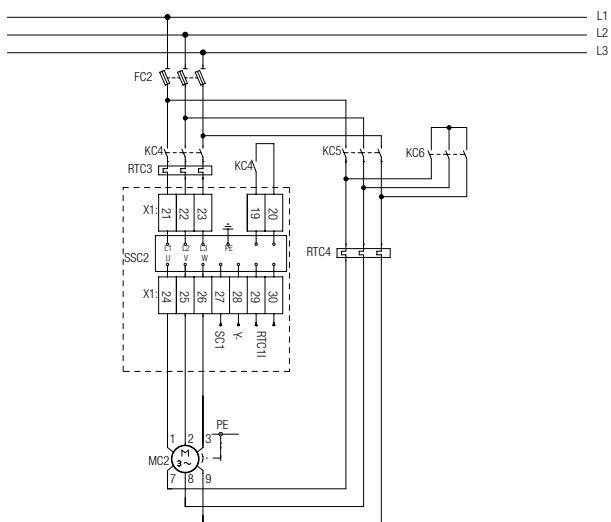 L1
L2
L3
FC2
KC4
KC4
KC5
KC6
RTC3
X1:
21
22
23
19
20
L1
L2
L3
PE
SSC2
U
V
W
RTC4
X1:
24
25
26
27
28
29
30
SC1
Y-
RTC1I
PE
1
2
3
MC2
M
3~
7
8
9